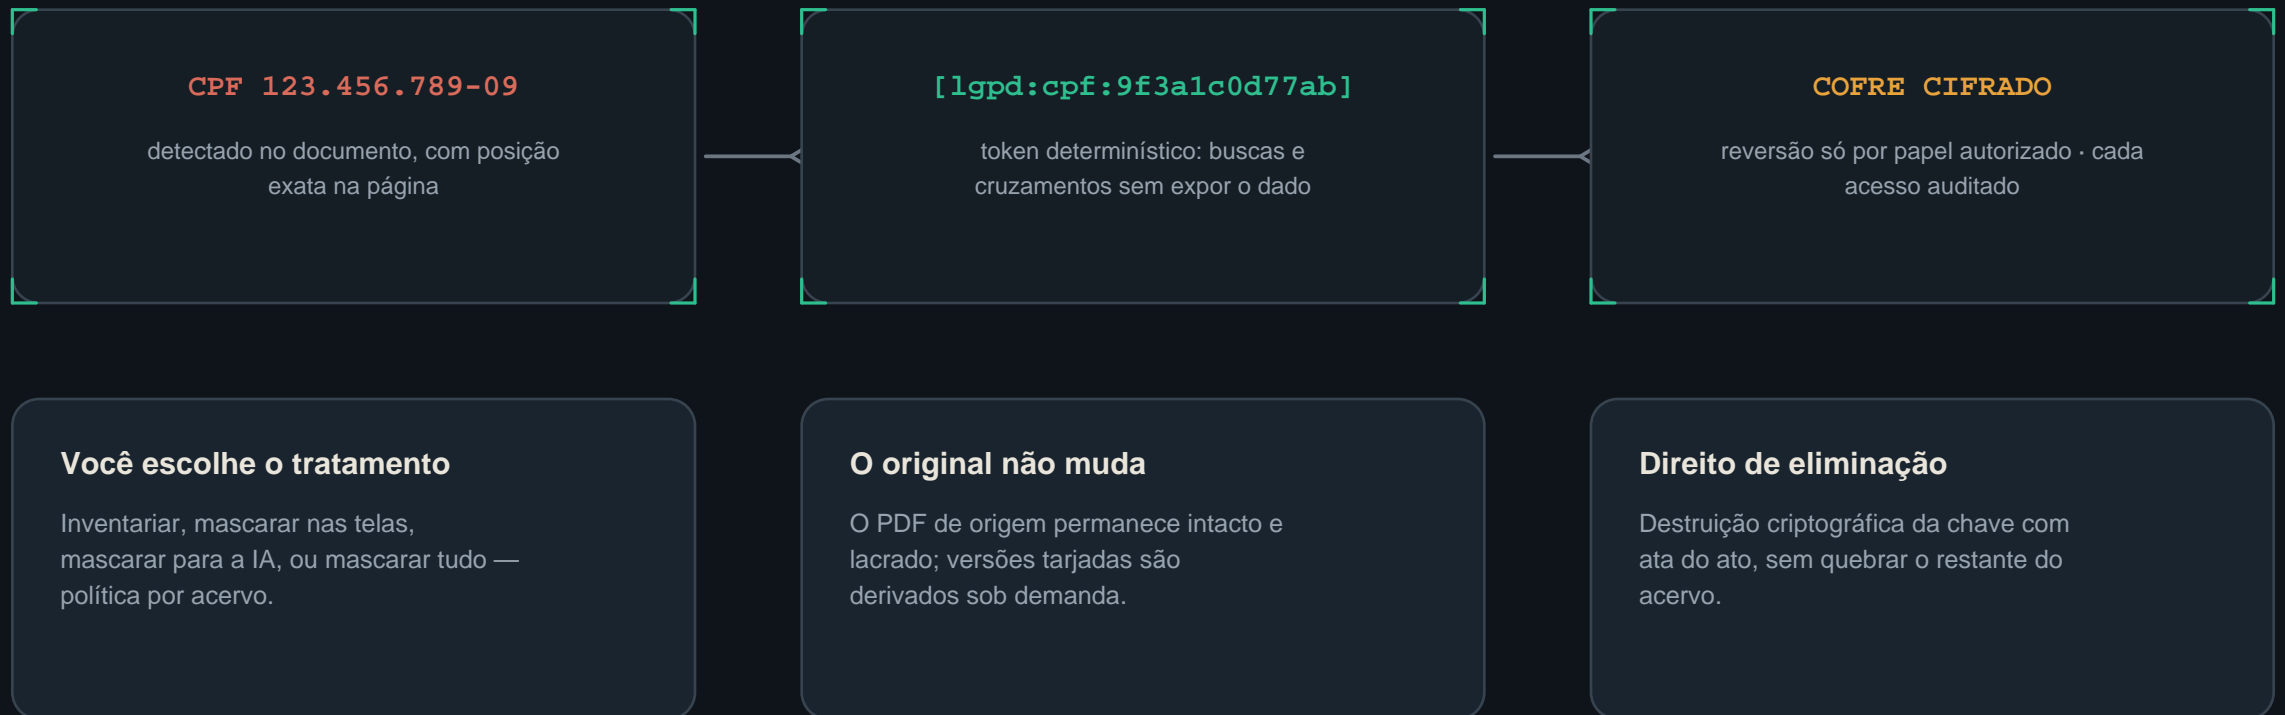 CPF 123.456.789-09
detectado no documento, com posição
exata na página
[lgpd:cpf:9f3a1c0d77ab]
token determinístico: buscas e
cruzamentos sem expor o dado
COFRE CIFRADO
reversão só por papel autorizado · cada
acesso auditado
Você escolhe o tratamento
Inventariar, mascarar nas telas,
mascarar para a IA, ou mascarar tudo —
política por acervo.
O original não muda
O PDF de origem permanece intacto e
lacrado; versões tarjadas são
derivados sob demanda.
Direito de eliminação
Destruição criptográfica da chave com
ata do ato, sem quebrar o restante do
acervo.